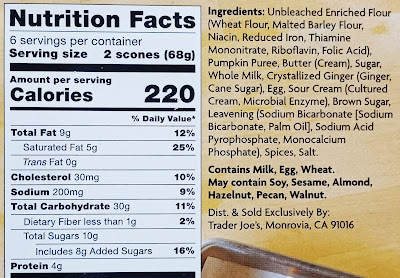 Nutrition Facts
6 servings per container
Serving size 2 scones (68g)
Amount per serving
Calories 220
% Daily Value*
Total Fat 9g 12%
Saturated Fat 5g 25%
Trans Fat 0g
Cholesterol 30mg 10%
Sodium 200mg 9%
Total Carbohydrate 30g 11%
Dietary Fiber less than 1g 2%
Total Sugars 10g
Includes 8g Added Sugars 16%
Protein 4g
Ingredients: Unbleached Enriched Flour
(Wheat Flour, Malted Barley Flour,
Niacin, Reduced Iron, Thiamine
Mononitrate, Riboflavin, Folic Acid),
Pumpkin Puree, Butter (Cream), Sugar,
Whole Milk, Crystallized Ginger (Ginger,
Cane Sugar), Egg, Sour Cream (Cultured
Cream, Microbial Enzyme), Brown Sugar,
Leavening (Sodium Bicarbonate [Sodium
Bicarbonate, Palm Oil], Sodium Acid
Pyrophosphate, Monocalcium
Phosphate), Spices, Salt.
Contains Milk, Egg, Wheat.
May contain Soy, Sesame, Almond,
Hazelnut, Pecan, Walnut.
Dist. & Sold Exclusively By:
Trader Joe's, Monrovia, CA 91016